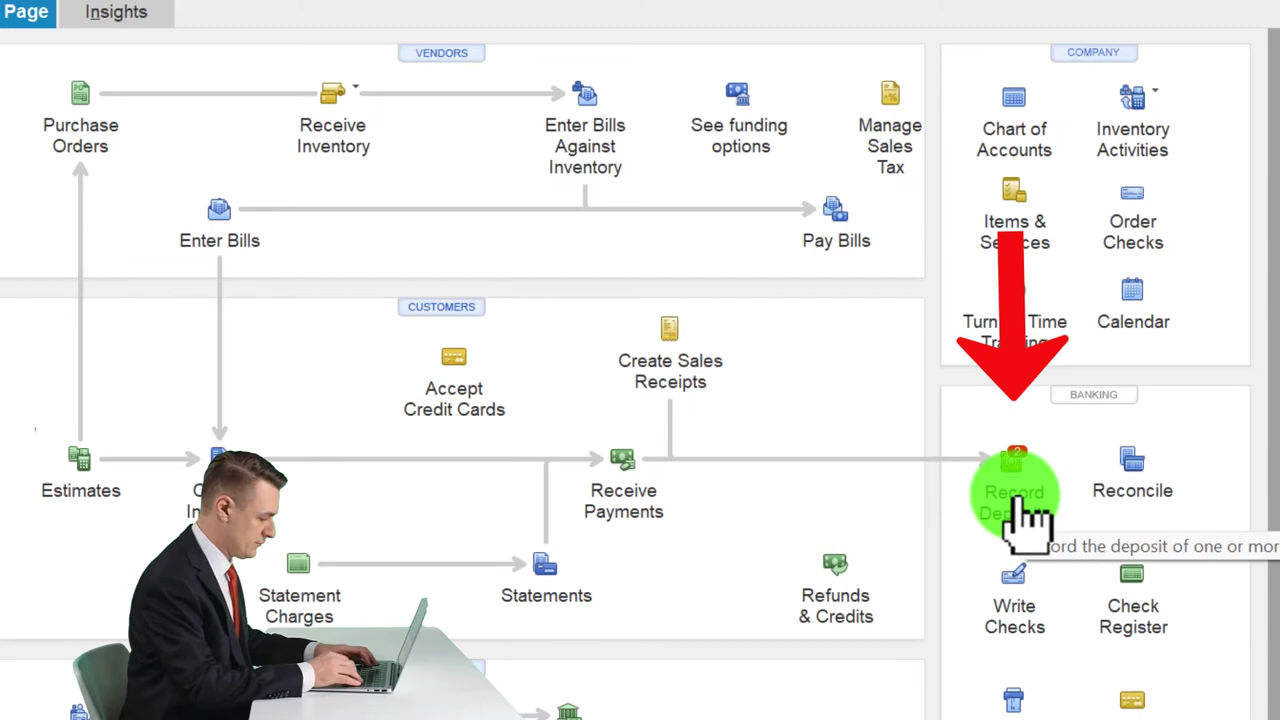 Page
Insights
VENDORS
Purchase
Orders
Receive
Inventory
Enter Bills
Against
Inventory
See funding
options
Manage
Sales
Tax
Enter Bills
Pay Bills
COMPANY
Chart of
Accounts
Inventory
Activities
Items &
Order
Checks
Time
Calendar
CUSTOMERS
Accept
Credit Cards
Create Sales
Receipts
Estimates
Receive
Payments
Statement
Charges
Statements
Refunds
& Credits
BANKING
2
Record
Reconcile
the deposit of one or
Write
Checks
Check
Register